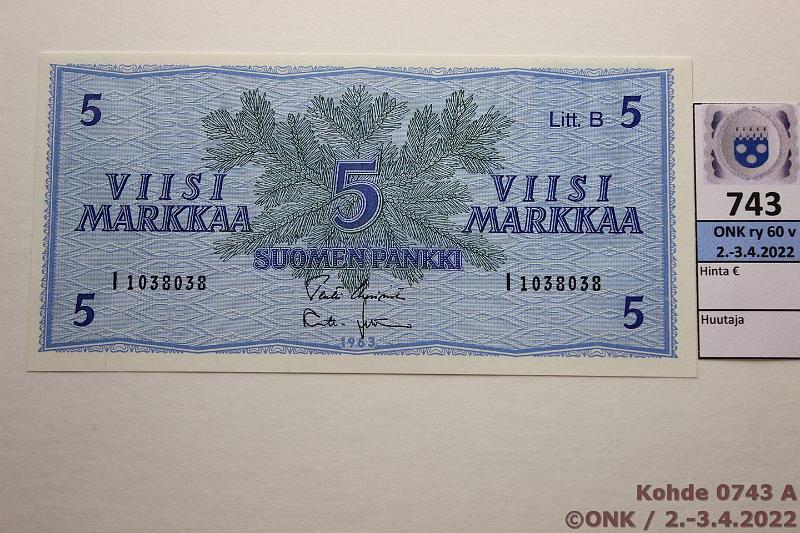 5
Litt. B 5
VIISI
MARKKAA
5
VIISI
MARKKAA
SUOMEN PANKKI
I 1038038
I 1038038
5
5
1963
743
ONK ry 60 v
2.-3.4.2022
Hinta €
Huutaja
Kohde 0743 A
©ONK / 2.-3.4.2022